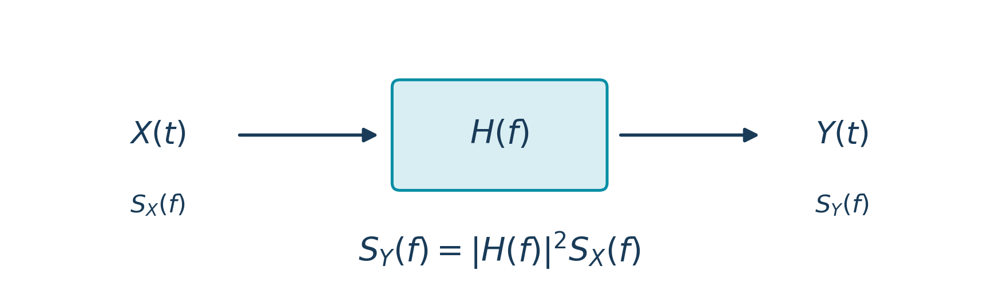 X(t) H(f) Y(t)
S_X(f) S_Y(f)
S_Y(f) = |H(f)|^2 S_X(f)